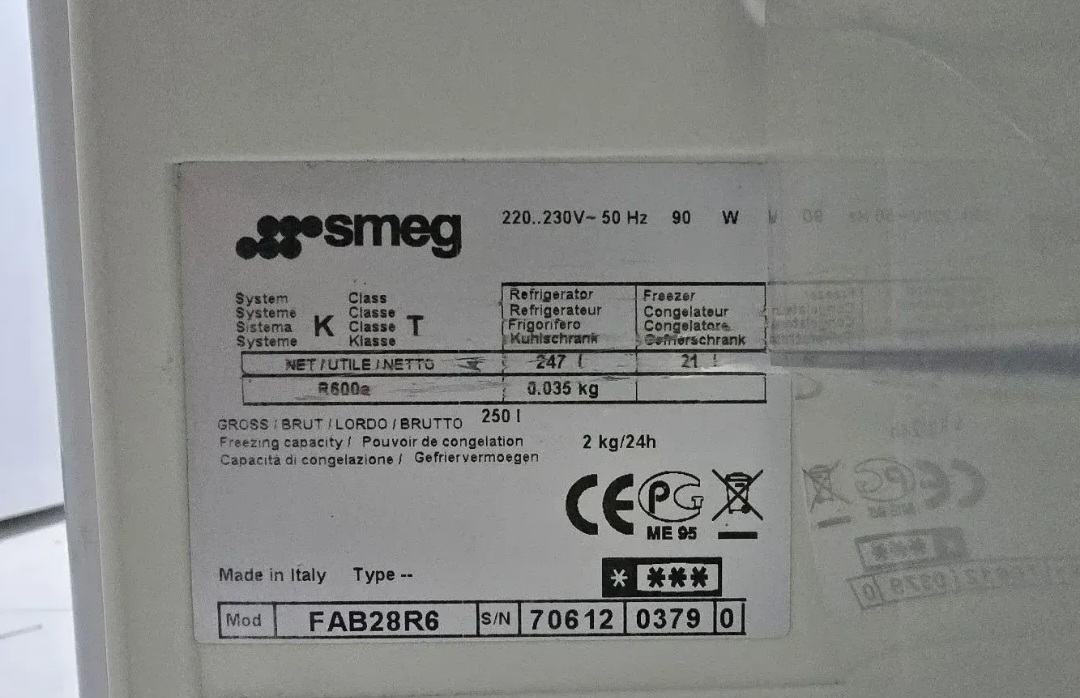 smeg 220..230V~ 50 Hz 90 W
System Class Refrigerator Freezer
Systeme Classe Refrigerateur Congelateur
Sistema K Classe T Frigorifero Congelatore
Systeme Klasse Kuhlschrank Gefrierschrank
NET / UTILE / NETTO 247 l 21 l
R600a 0.035 kg
GROSS / BRUT / LORDO / BRUTTO 250 l
Freezing capacity / Pouvoir de congelation 2 kg/24h
Capacità di congelazione / Gefriervermoegen
CE PG
ME 95
Made in Italy Type -- * ***
Mod FAB28R6 S/N 70612 0379 0